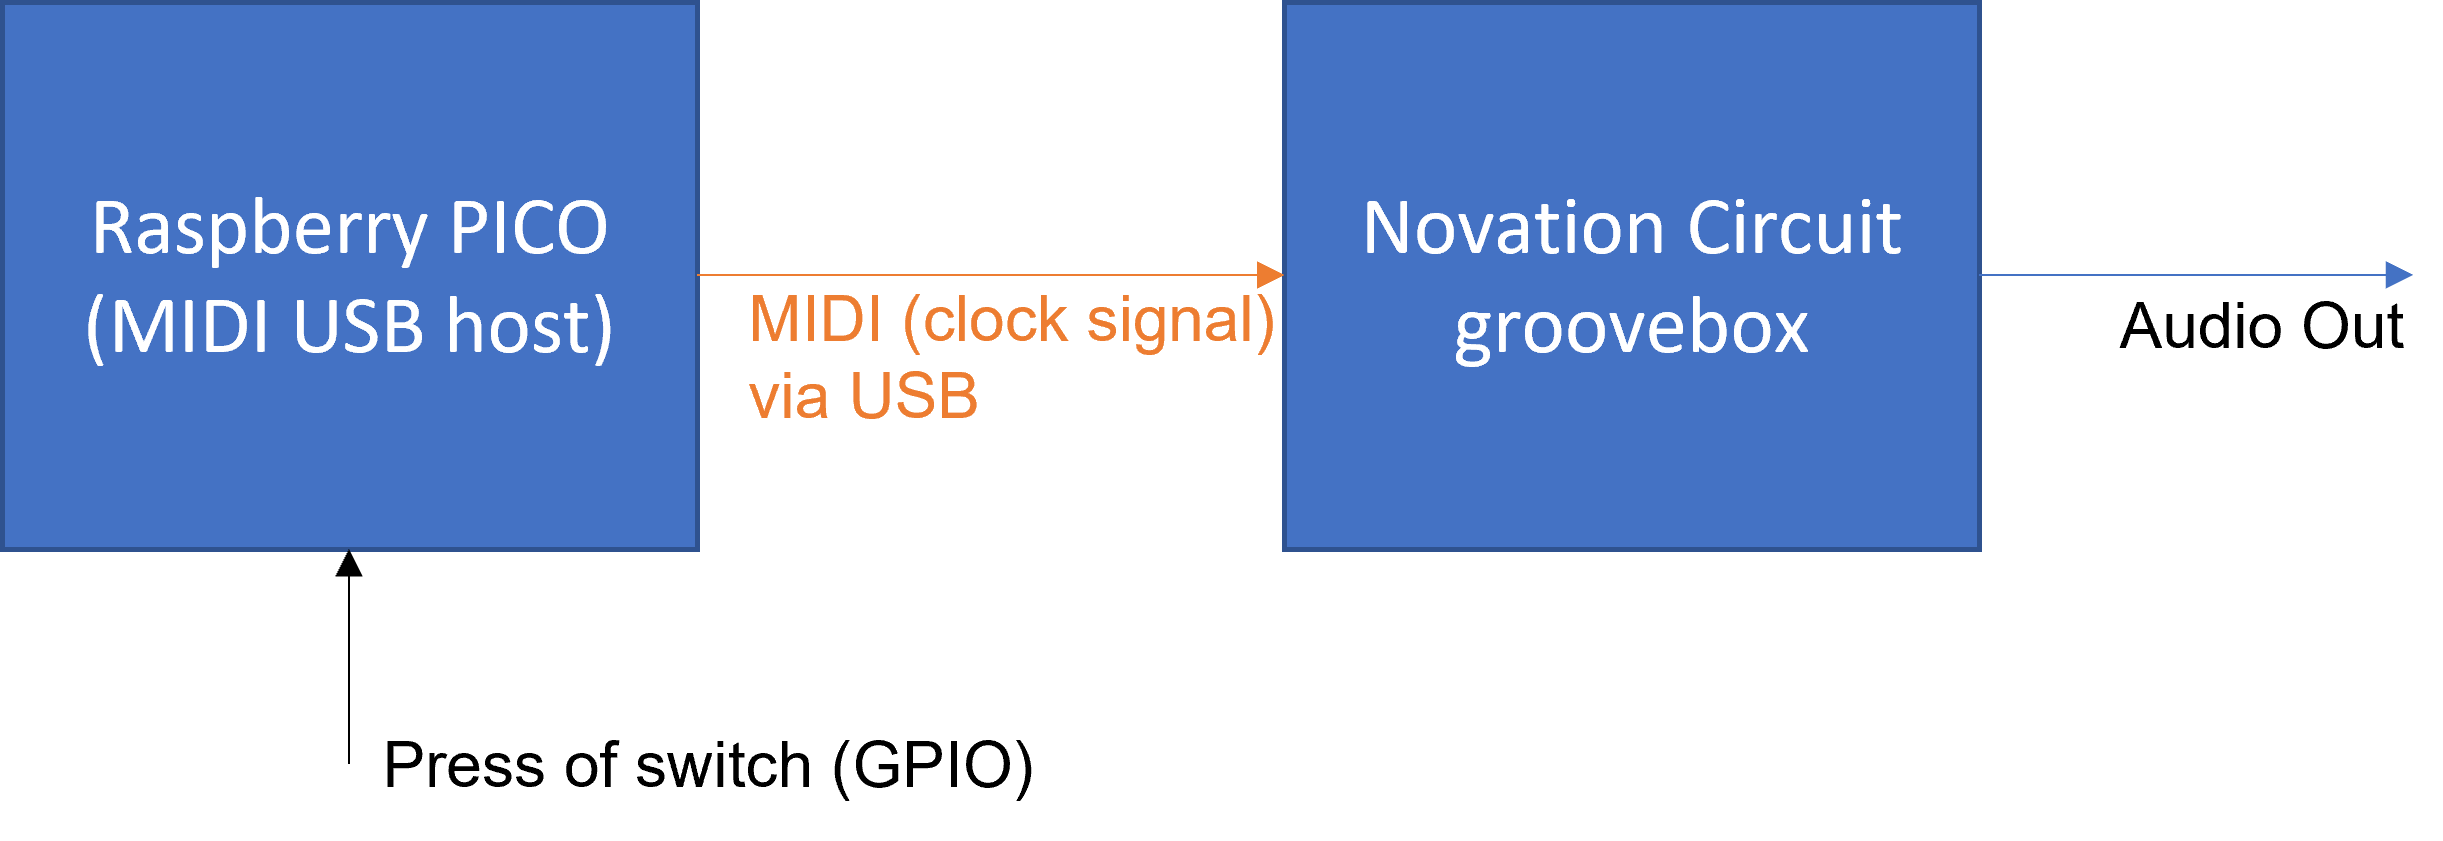 Raspberry PICO
(MIDI USB host)
MIDI (clock signal)
via USB
Novation Circuit
groovebox
Audio Out
Press of switch (GPIO)